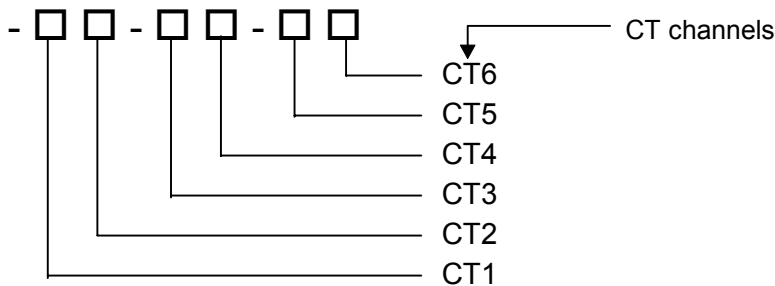 - □ □ - □ □ - □ □
CT channels
CT6
CT5
CT4
CT3
CT2
CT1